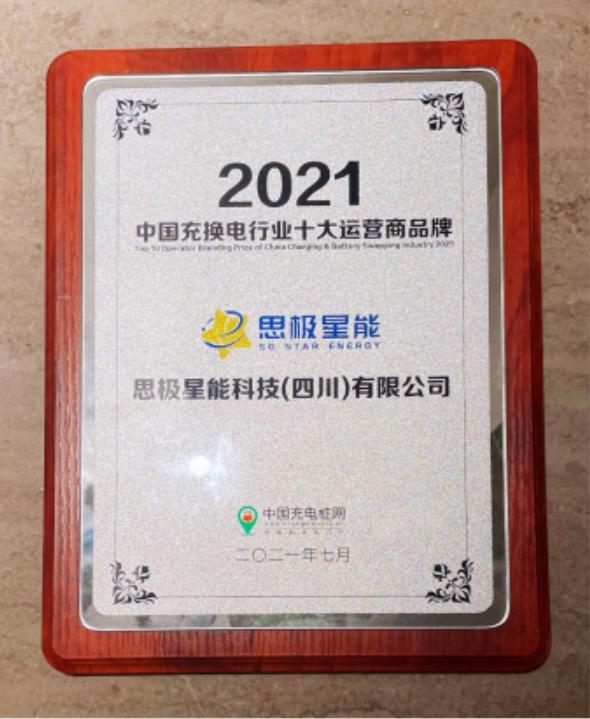 2021
中国充换电行业十大运营商品牌
Top 10 Operator Branding Prize of China Charging & Battery Swapping Industry 2021
思极星能
SG STAR ENERGY
思极星能科技(四川)有限公司
中国充电桩网
二〇二一年七月